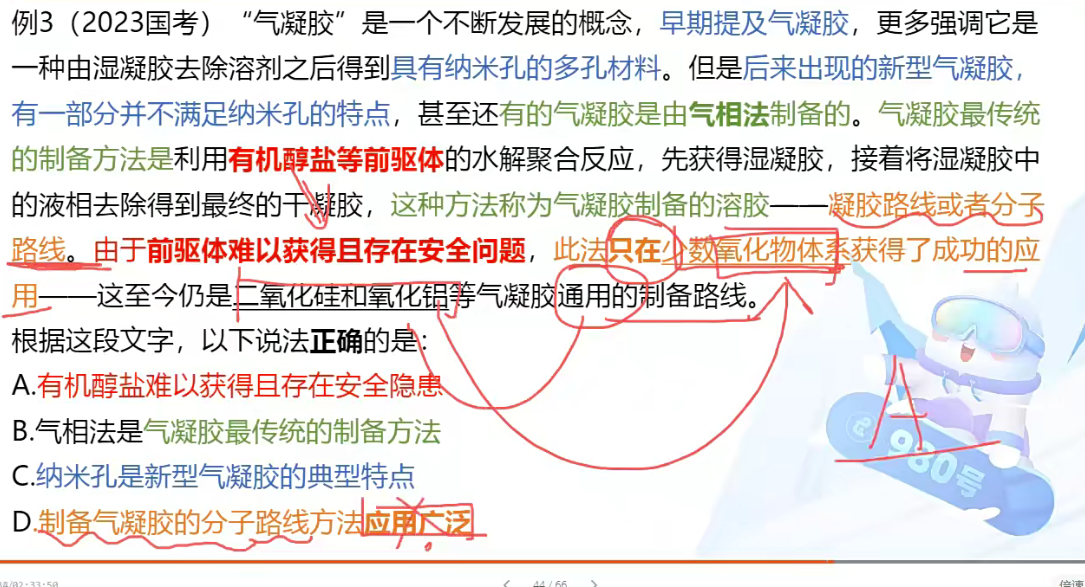 例3（2023国考）“气凝胶”是一个不断发展的概念，早期提及气凝胶，更多强调它是
一种由湿凝胶去除溶剂之后得到具有纳米孔的多孔材料。但是后来出现的新型气凝胶，
有一部分并不满足纳米孔的特点，甚至还有的气凝胶是由气相法制备的。气凝胶最传统
的制备方法是利用有机醇盐等前驱体的水解聚合反应，先获得湿凝胶，接着将湿凝胶中
的液相去除得到最终的干凝胶，这种方法称为气凝胶制备的溶胶——凝胶路线或者分子
路线。由于前驱体难以获得且存在安全问题，此法只在少数氧化物体系获得了成功的应
用——这至今仍是二氧化硅和氧化铝等气凝胶通用的制备路线。
根据这段文字，以下说法正确的是：
A.有机醇盐难以获得且存在安全隐患
B.气相法是气凝胶最传统的制备方法
C.纳米孔是新型气凝胶的典型特点
D.制备气凝胶的分子路线方法应用广泛
A
980号
44 / 66
倍速